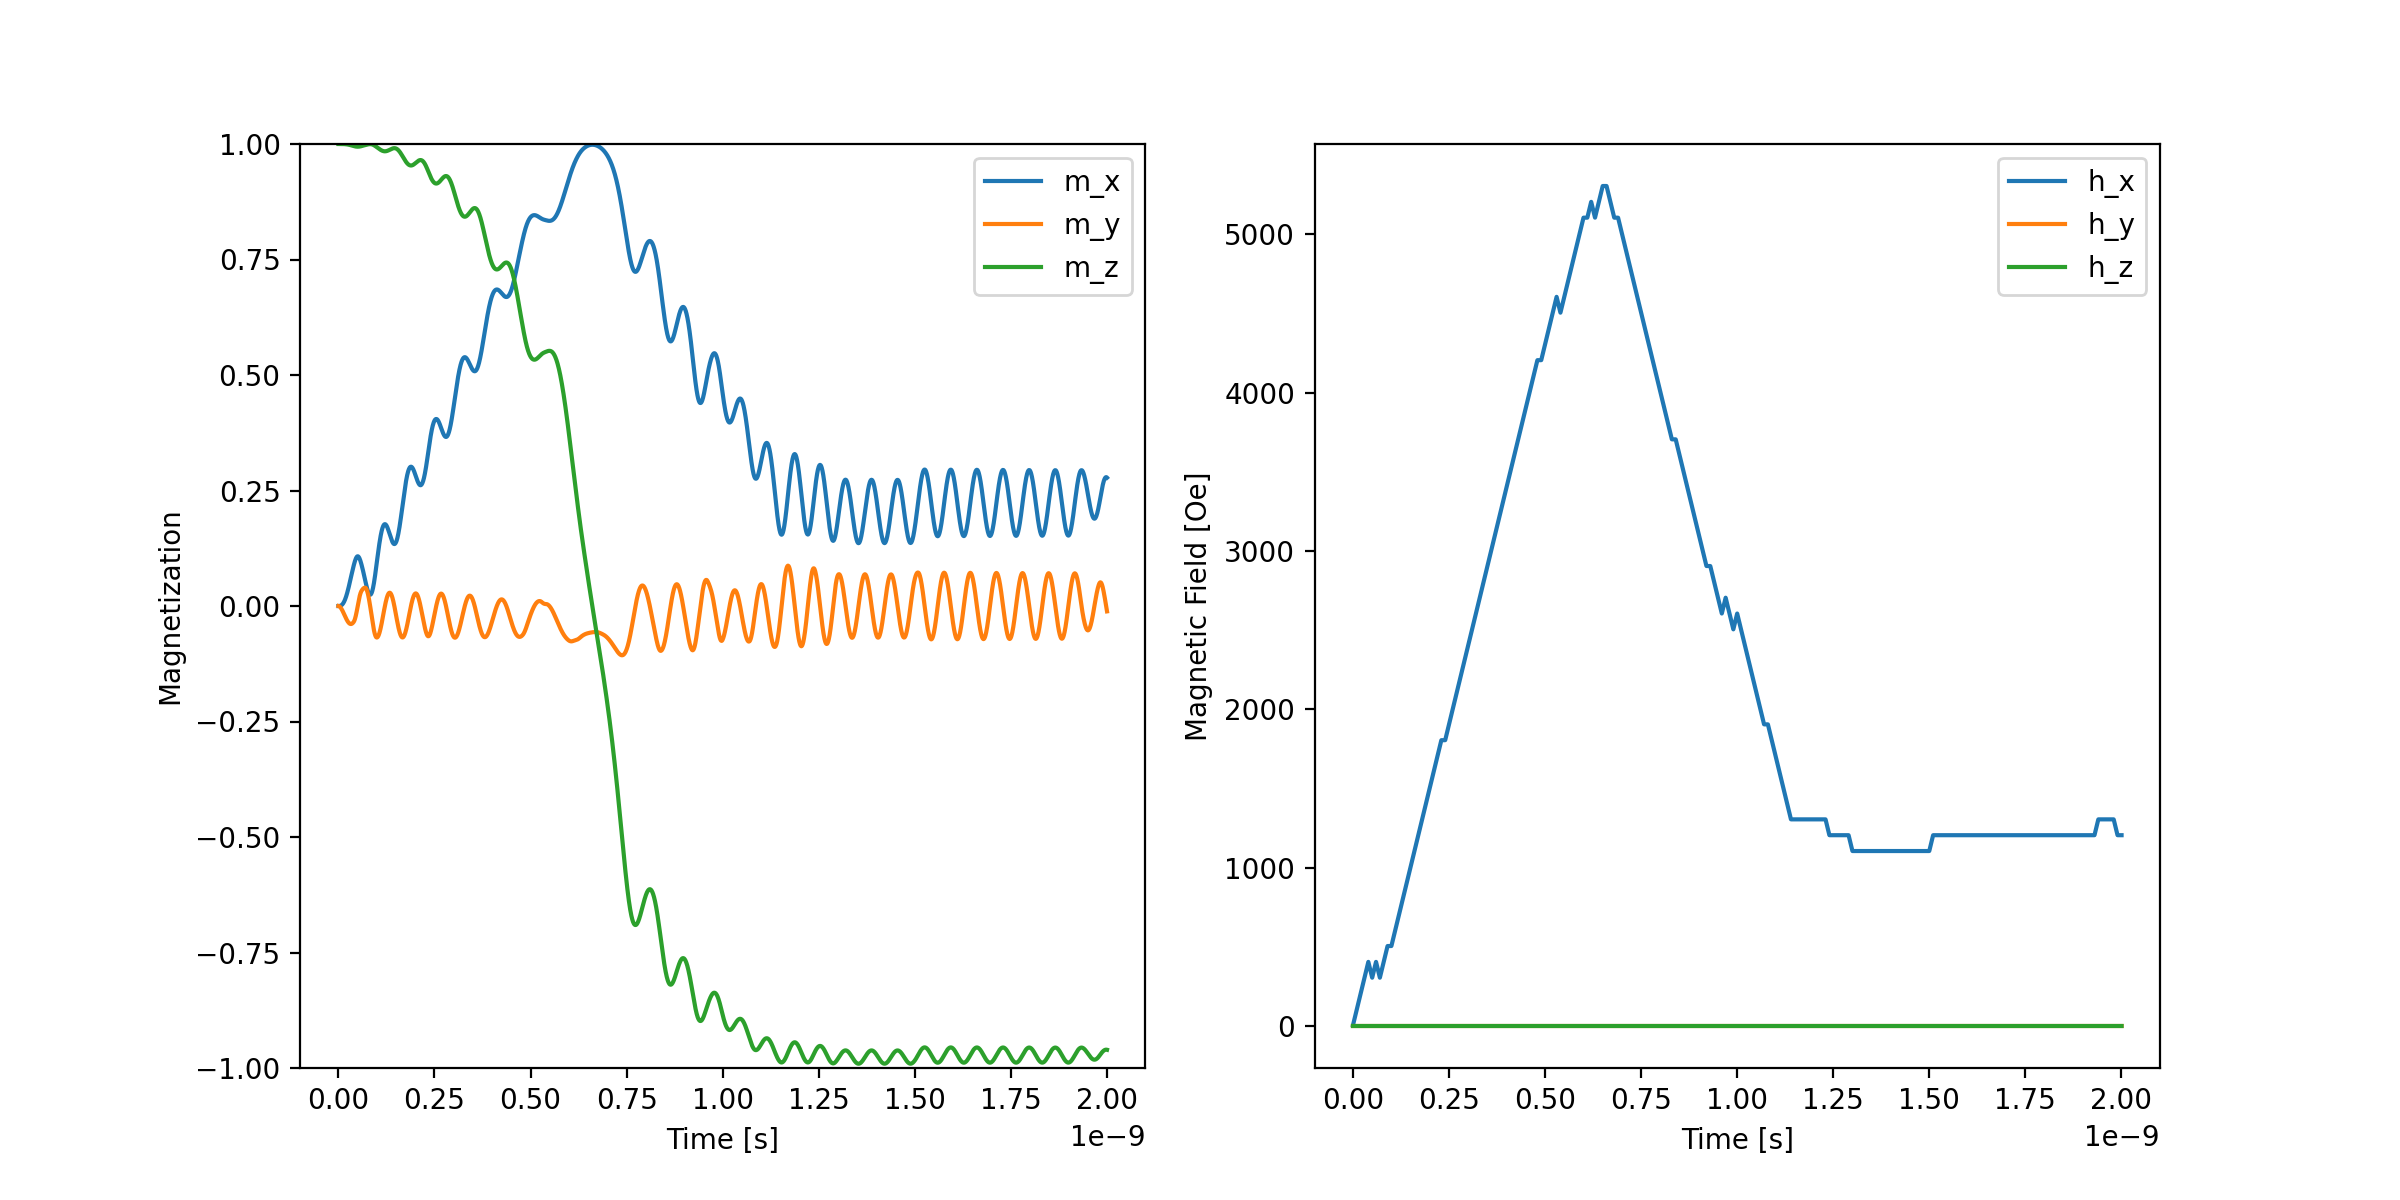 Magnetization
1.00
0.75
0.50
0.25
0.00
−0.25
−0.50
−0.75
−1.00
m_x
m_y
m_z
0.00 0.25 0.50 0.75 1.00 1.25 1.50 1.75 2.00
Time [s]
1e−9
Magnetic Field [Oe]
5000
4000
3000
2000
1000
0
h_x
h_y
h_z
0.00 0.25 0.50 0.75 1.00 1.25 1.50 1.75 2.00
Time [s]
1e−9